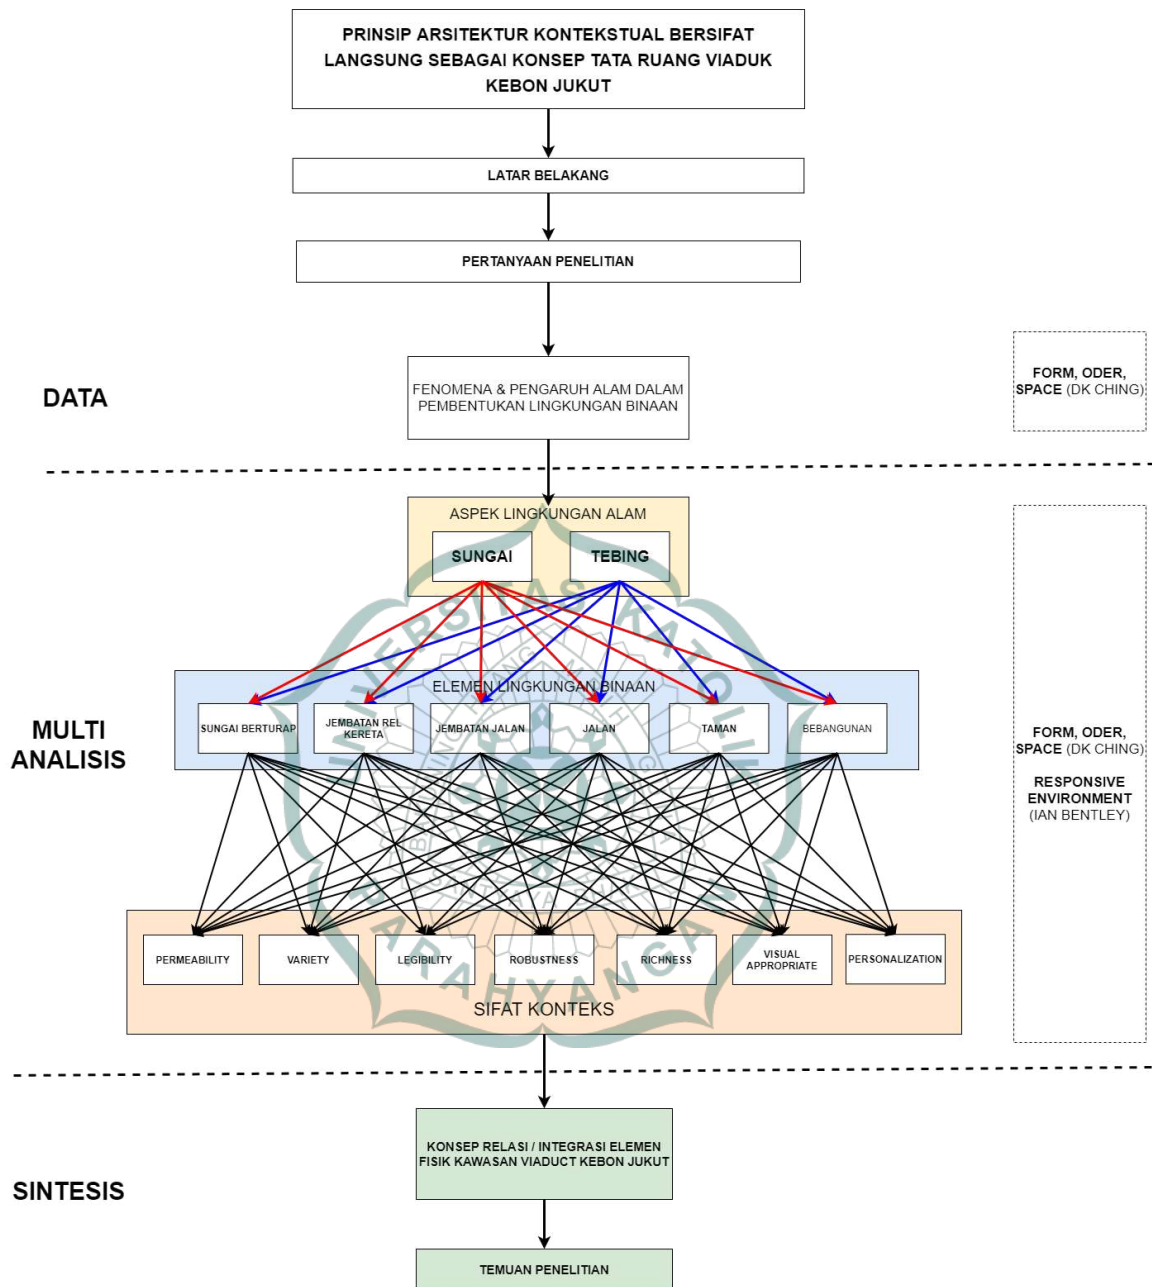 PRINSIP ARSITEKTUR KONTEKSTUAL BERSIFAT
LANGSUNG SEBAGAI KONSEP TATA RUANG VIADUK
KEBON JUKUT
LATAR BELAKANG
PERTANYAAN PENELITIAN
DATA
FENOMENA & PENGARUH ALAM DALAM
PEMBENTUKAN LINGKUNGAN BINAAN
FORM, ODER,
SPACE (DK CHING)
ASPEK LINGKUNGAN ALAM
SUNGAI
TEBING
MULTI
ANALISIS
ELEMEN LINGKUNGAN BINAAN
SUNGAI BERTURAP
JEMBATAN REL
KERETA
JEMBATAN JALAN
JALAN
TAMAN
BEBANGUNAN
FORM, ODER,
SPACE (DK CHING)
RESPONSIVE
ENVIRONMENT
(IAN BENTLEY)
PERMEABILITY
VARIETY
LEGIBILITY
ROBUSTNESS
RICHNESS
VISUAL
APPROPRIATE
PERSONALIZATION
SIFAT KONTEKS
UNIVERSITAS KATOLIK
PARAHYANGAN
SINTESIS
KONSEP RELASI / INTEGRASI ELEMEN
FISIK KAWASAN VIADUCT KEBON JUKUT
TEMUAN PENELITIAN